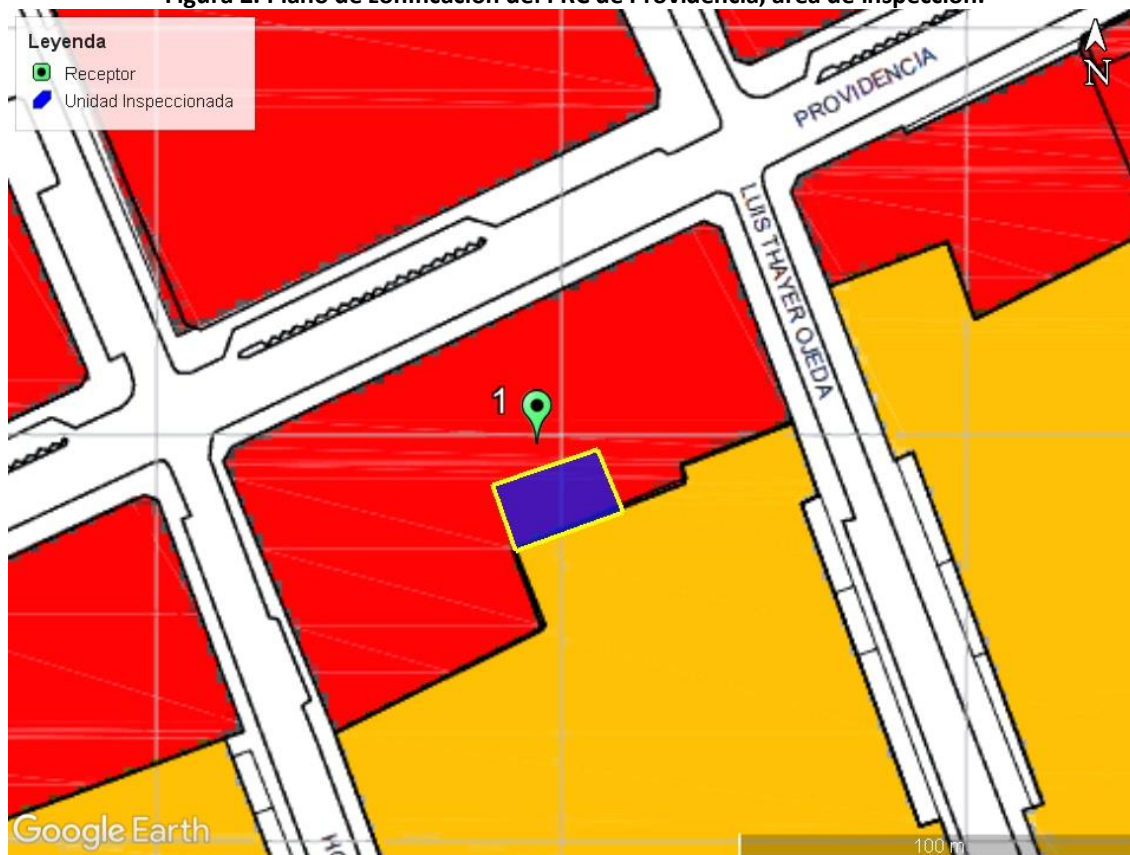 Leyenda
Receptor
Unidad Inspeccionada
N
PROVIDENCIA
LUIS THAYER OJEDA
1
Google Earth
100 m